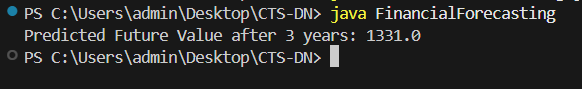 PS C:\Users\admin\Desktop\CTS-DN> java FinancialForecasting
Predicted Future Value after 3 years: 1331.0
PS C:\Users\admin\Desktop\CTS-DN>